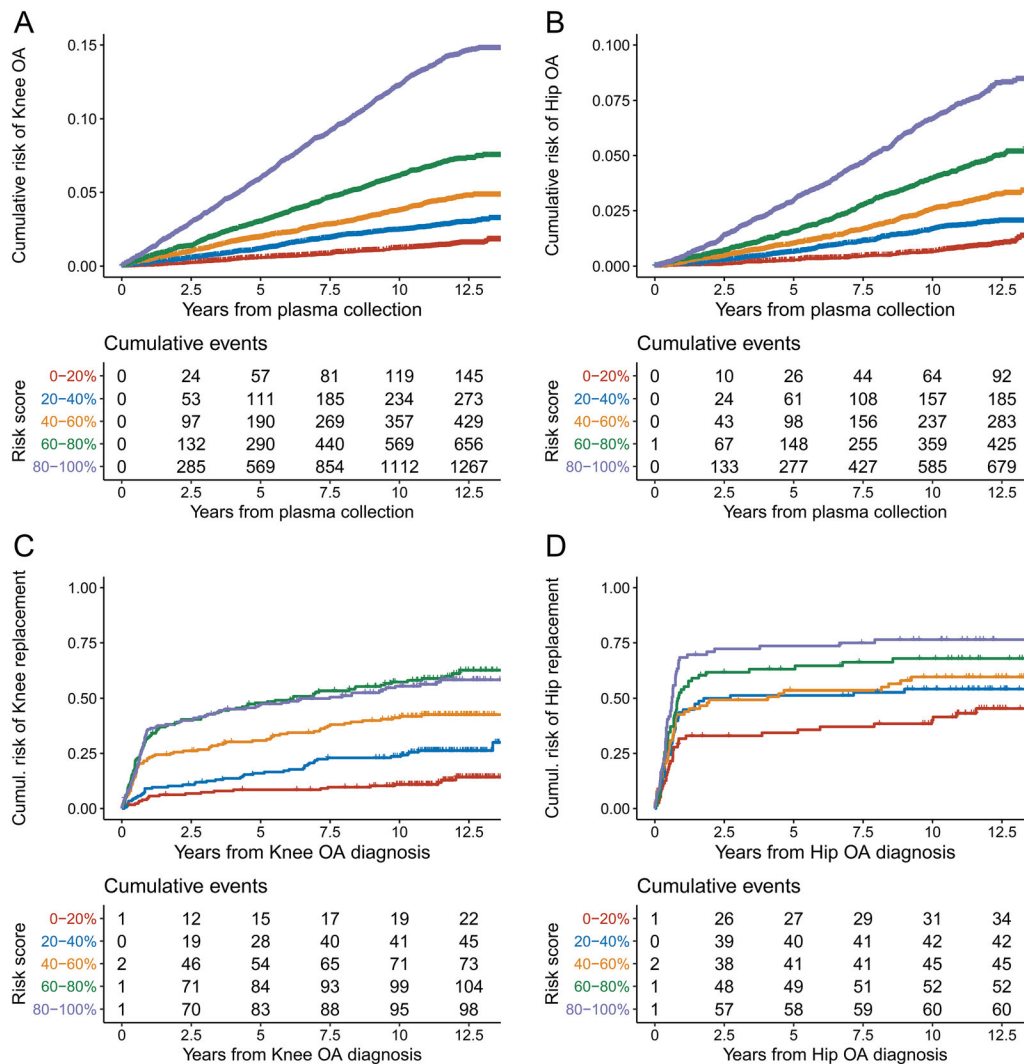 A
Cumulative risk of Knee OA
0.15
0.10
0.05
0.00
0 2.5 5 7.5 10 12.5
Years from plasma collection
Cumulative events
Risk score
0−20% 0 24 57 81 119 145
20−40% 0 53 111 185 234 273
40−60% 0 97 190 269 357 429
60−80% 0 132 290 440 569 656
80−100% 0 285 569 854 1112 1267
0 2.5 5 7.5 10 12.5
Years from plasma collection
B
Cumulative risk of Hip OA
0.100
0.075
0.050
0.025
0.000
0 2.5 5 7.5 10 12.5
Years from plasma collection
Cumulative events
Risk score
0−20% 0 10 26 44 64 92
20−40% 0 24 61 108 157 185
40−60% 0 43 98 156 237 283
60−80% 1 67 148 255 359 425
80−100% 0 133 277 427 585 679
0 2.5 5 7.5 10 12.5
Years from plasma collection
C
Cumul. risk of Knee replacement
1.00
0.75
0.50
0.25
0.00
0 2.5 5 7.5 10 12.5
Years from Knee OA diagnosis
Cumulative events
Risk score
0−20% 1 12 15 17 19 22
20−40% 0 19 28 40 41 45
40−60% 2 46 54 65 71 73
60−80% 1 71 84 93 99 104
80−100% 1 70 83 88 95 98
0 2.5 5 7.5 10 12.5
Years from Knee OA diagnosis
D
Cumul. risk of Hip replacement
1.00
0.75
0.50
0.25
0.00
0 2.5 5 7.5 10 12.5
Years from Hip OA diagnosis
Cumulative events
Risk score
0−20% 1 26 27 29 31 34
20−40% 0 39 40 41 42 42
40−60% 2 38 41 41 45 45
60−80% 1 48 49 51 52 52
80−100% 1 57 58 59 60 60
0 2.5 5 7.5 10 12.5
Years from Hip OA diagnosis